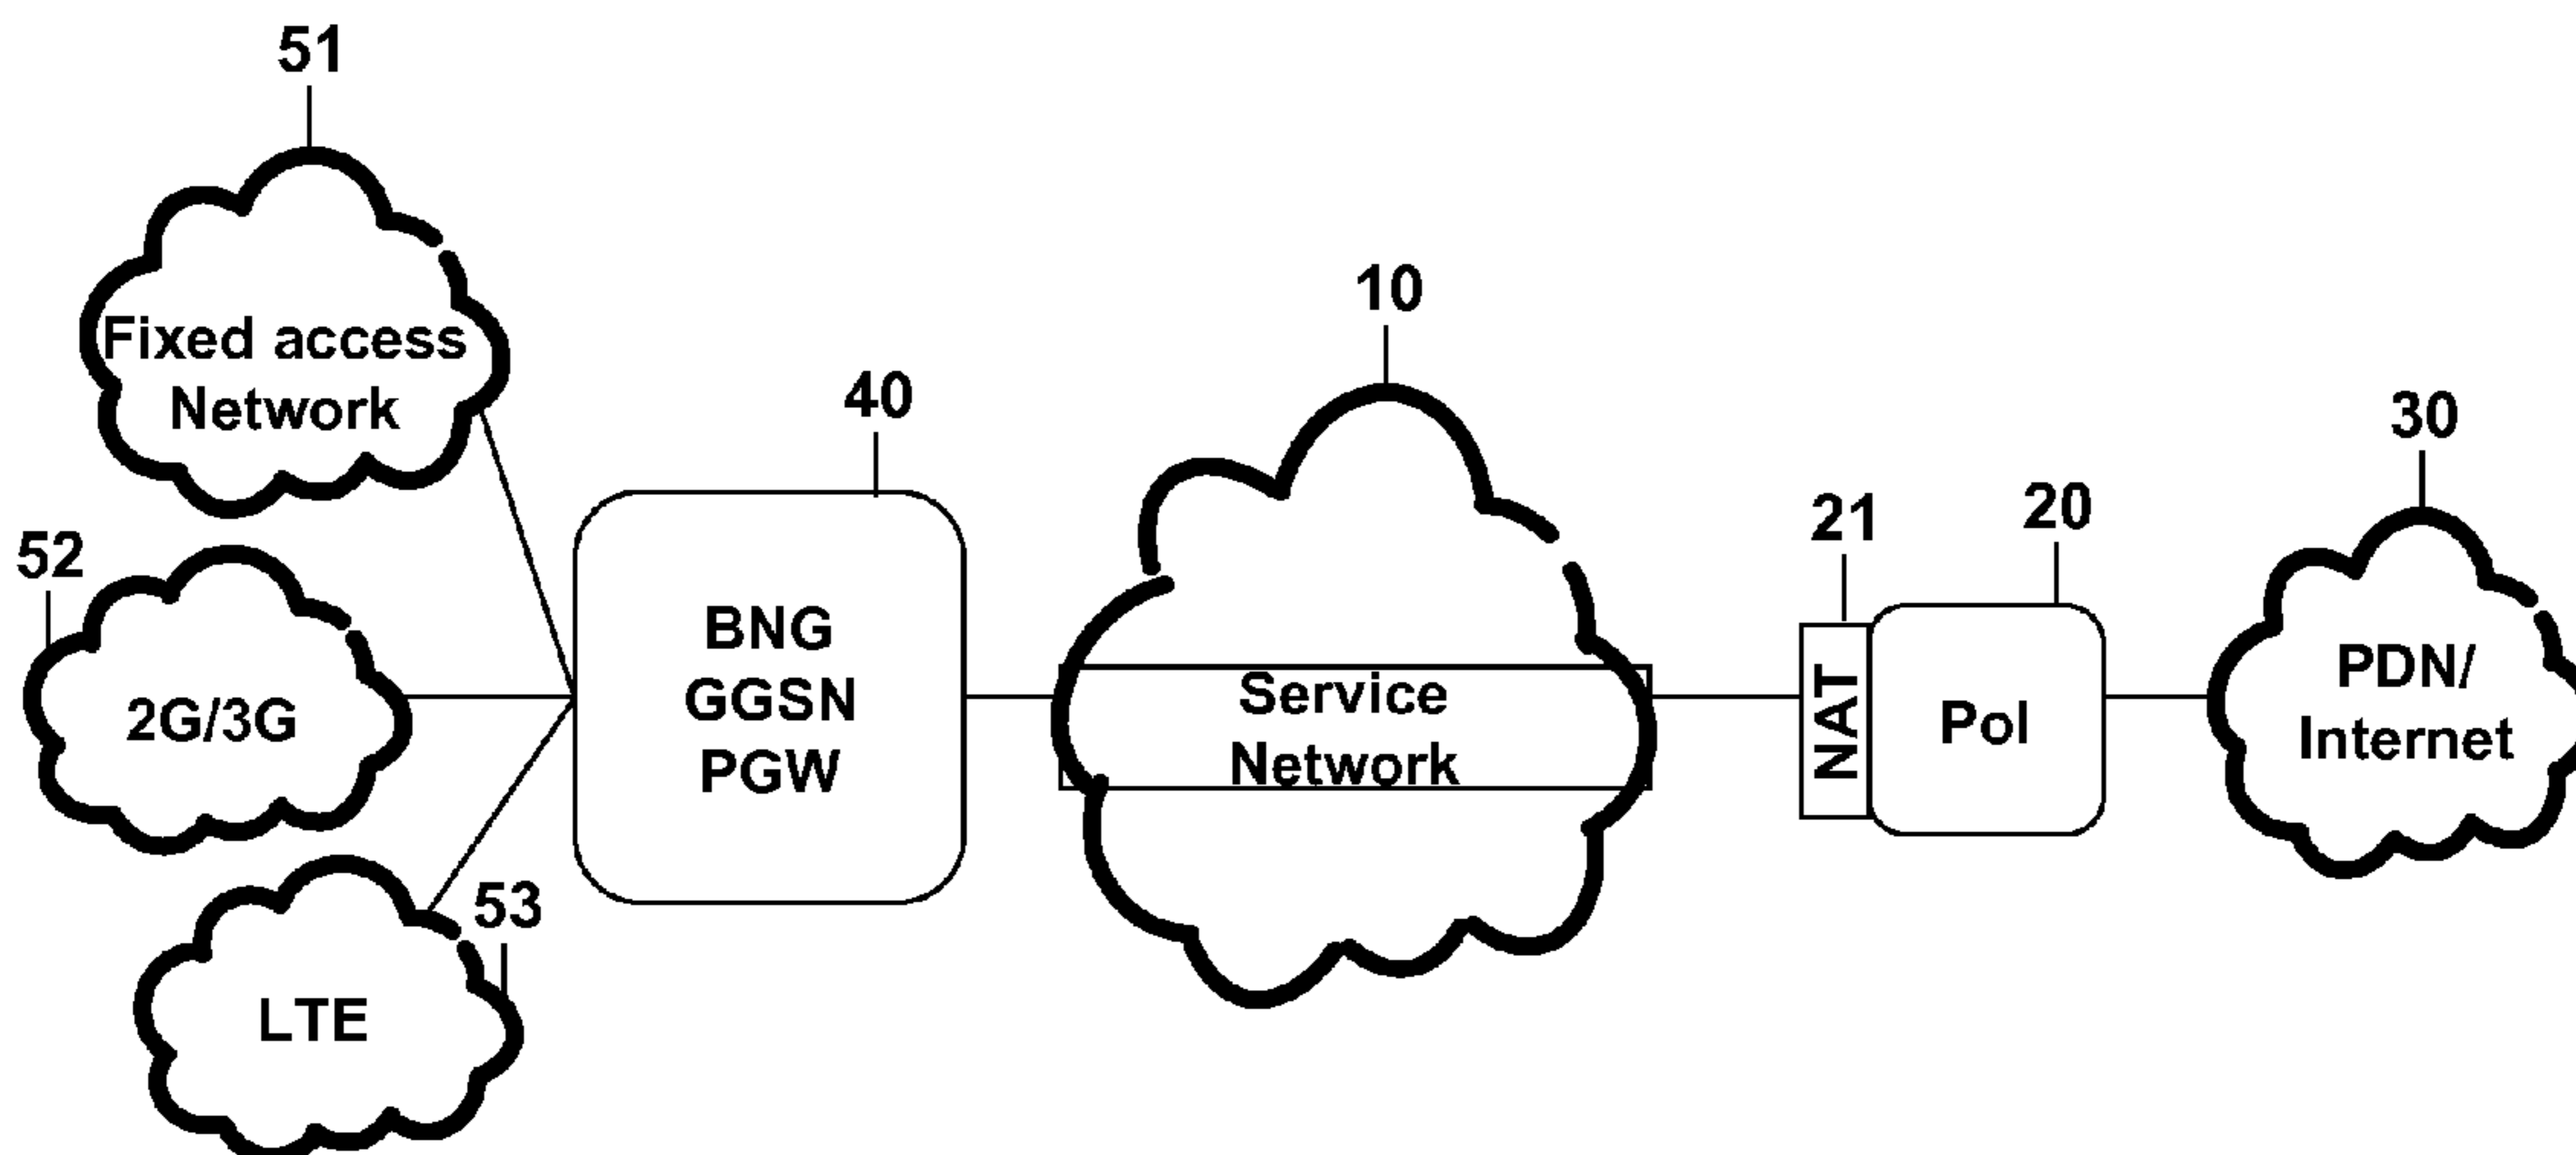 51
Fixed access
Network
52
2G/3G
53
LTE
40
BNG
GGSN
PGW
10
Service
Network
21
NAT
20
PoI
30
PDN/
Internet